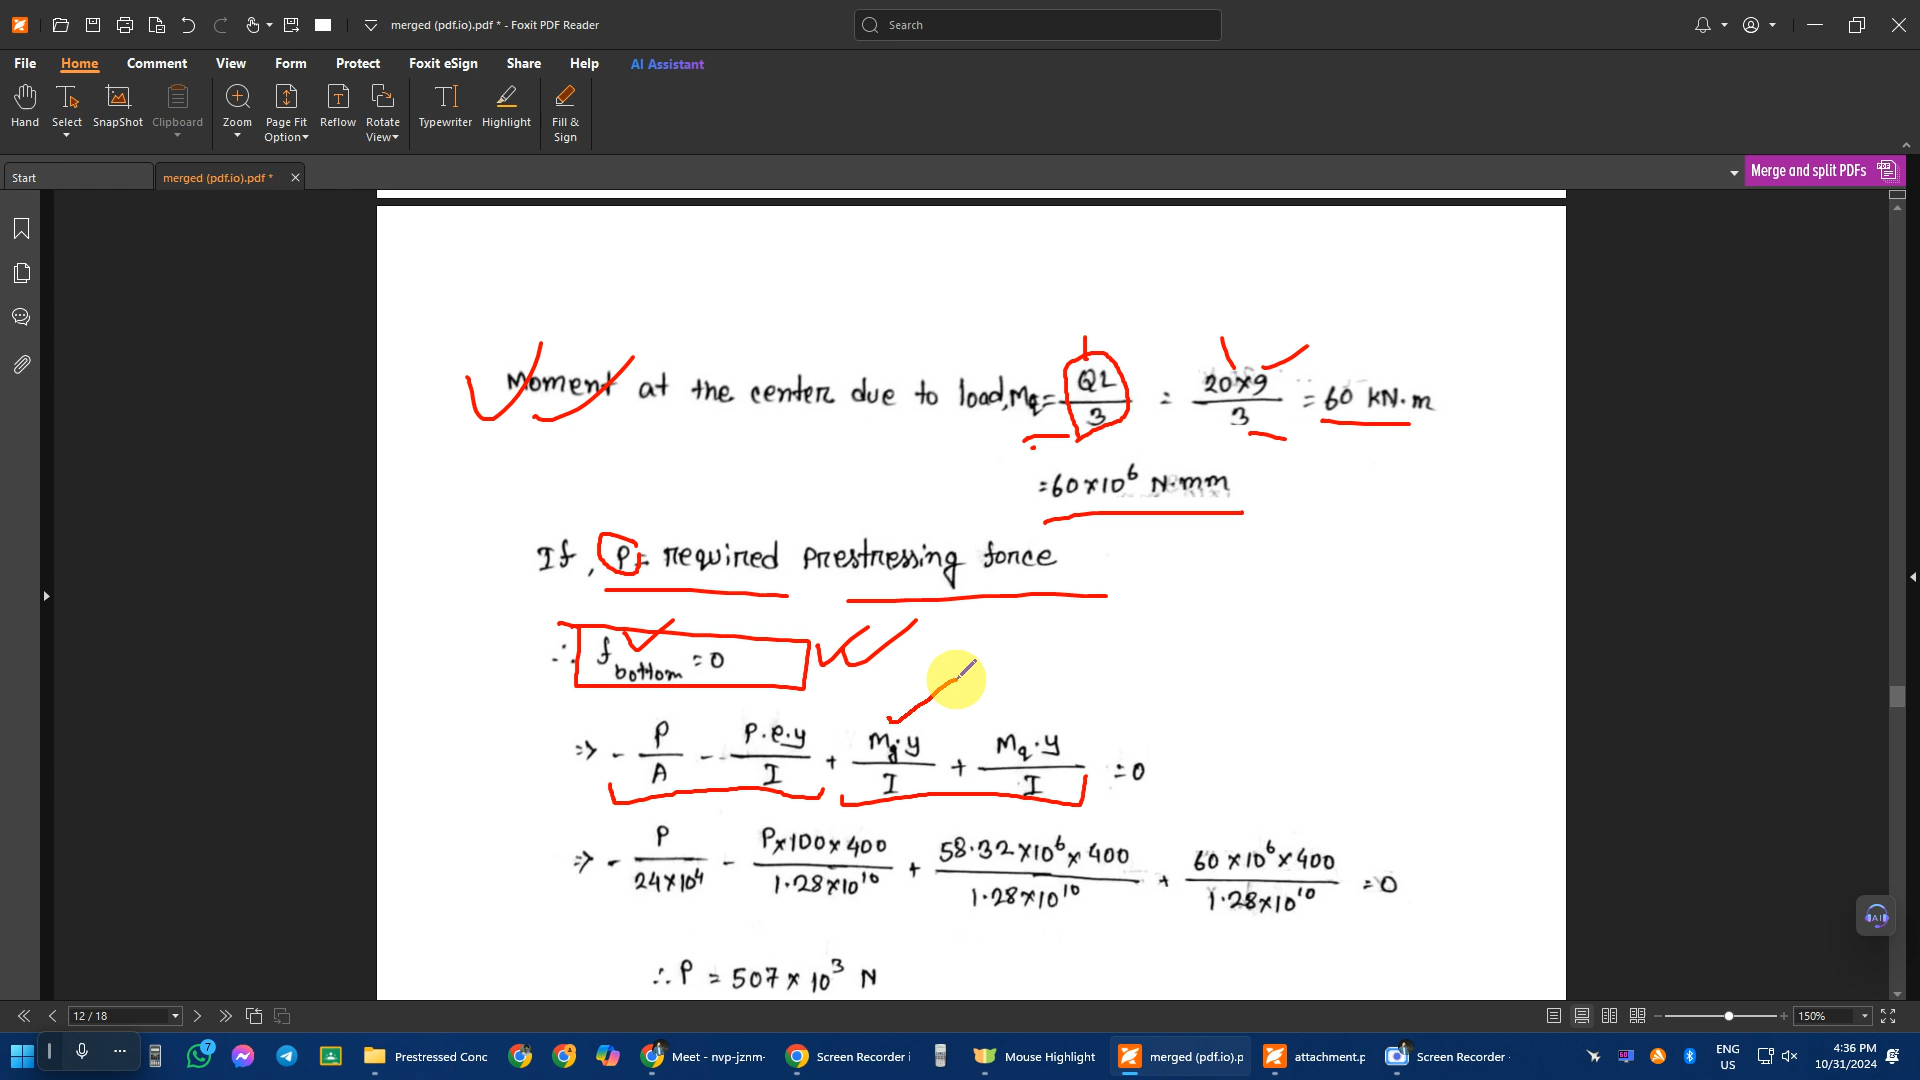 merged (pdf.io).pdf * - Foxit PDF Reader
Search
File Home Comment View Form Protect Foxit eSign Share Help AI Assistant
Hand Select SnapShot Clipboard Zoom Page Fit Option Reflow Rotate View Typewriter Highlight Fill & Sign
Start
merged (pdf.io).pdf *
Merge and split PDFs
Moment at the center due to load, Mq = QL/3 = 20×9/3 = 60 kN.m
= 60×10^6 N.mm
If, P = required prestressing force
∴ f bottom = 0
=> - P/A - P.e.y/I + Mg.y/I + Mq.y/I = 0
=> - P/24×10^4 - P×100×400/1.28×10^10 + 58.32×10^6×400/1.28×10^10 + 60×10^6×400/1.28×10^10 = 0
∴ P = 507×10^3 N
AI
12 / 18
150%
7
Prestressed Conc
Meet - nvp-jznm-
Screen Recorder i
Mouse Highlight
merged (pdf.io).p
attachment.p
Screen Recorder
ENG
US
4:36 PM
10/31/2024